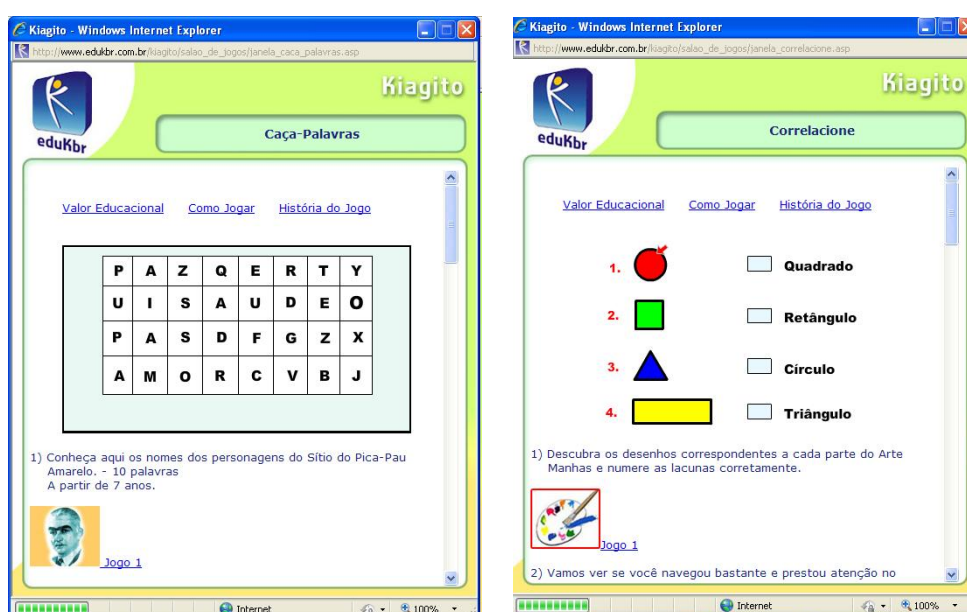 Kiagito - Windows Internet Explorer
http://www.edukbr.com.br/kiagito/salao_de_jogos/janela_caca_palavras.asp
Kiagito
eduKbr
Caça-Palavras
Valor Educacional Como Jogar História do Jogo
P A Z Q E R T Y
U I S A U D E O
P A S D F G Z X
A M O R C V B J
1) Conheça aqui os nomes dos personagens do Sítio do Pica-Pau
Amarelo. - 10 palavras
A partir de 7 anos.
Jogo 1
Internet 100%
Kiagito - Windows Internet Explorer
http://www.edukbr.com.br/kiagito/salao_de_jogos/janela_correlacione.asp
Kiagito
eduKbr
Correlacione
Valor Educacional Como Jogar História do Jogo
1. Quadrado
2. Retângulo
3. Círculo
4. Triângulo
1) Descubra os desenhos correspondentes a cada parte do Arte
Manhas e numere as lacunas corretamente.
Jogo 1
2) Vamos ver se você navegou bastante e prestou atenção no
Internet 100%